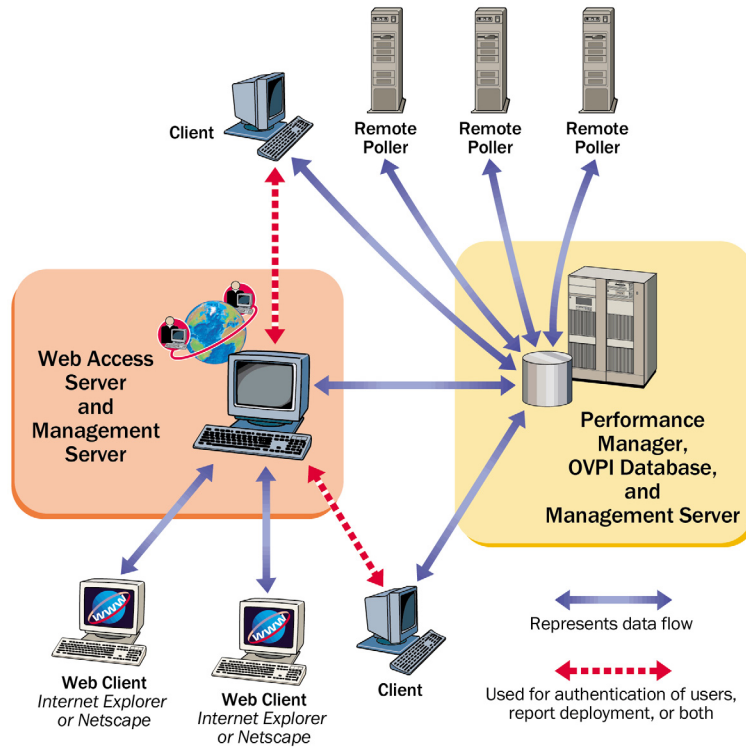 Client
Remote
Poller
Remote
Poller
Remote
Poller
Web Access
Server
and
Management
Server
Performance
Manager,
OVPI Database,
and
Management Server
WWW
Web Client
Internet Explorer
or Netscape
WWW
Web Client
Internet Explorer
or Netscape
Client
Represents data flow
Used for authentication of users,
report deployment, or both